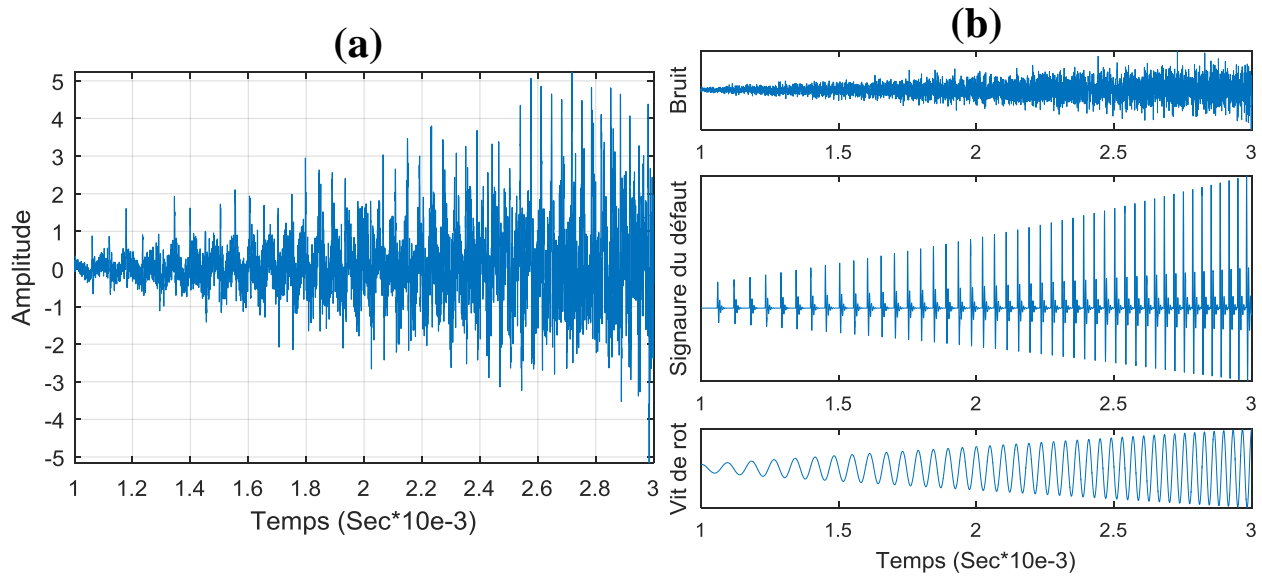 (a)
5
4
3
2
1
0
-1
-2
-3
-4
-5
Amplitude
1 1.2 1.4 1.6 1.8 2 2.2 2.4 2.6 2.8 3
Temps (Sec*10e-3)
(b)
Bruit
1 1.5 2 2.5 3
Signaure du défaut
1 1.5 2 2.5 3
Vit de rot
1 1.5 2 2.5 3
Temps (Sec*10e-3)